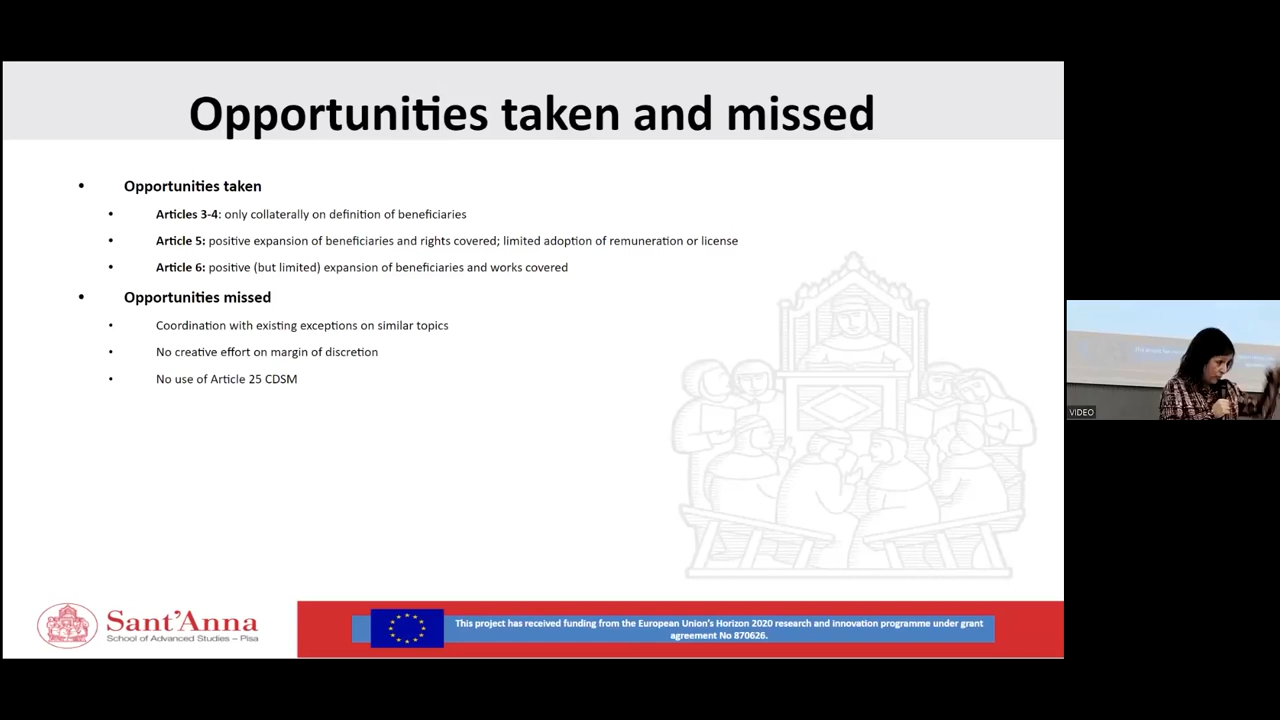 Opportunities taken and missed
• Opportunities taken
• Articles 3-4: only collaterally on definition of beneficiaries
• Article 5: positive expansion of beneficiaries and rights covered; limited adoption of remuneration or license
• Article 6: positive (but limited) expansion of beneficiaries and works covered
• Opportunities missed
• Coordination with existing exceptions on similar topics
• No creative effort on margin of discretion
• No use of Article 25 CDSM
VIDEO
Sant'Anna
School of Advanced Studies – Pisa
This project has received funding from the European Union's Horizon 2020 research and innovation programme under grant
agreement No 870626.